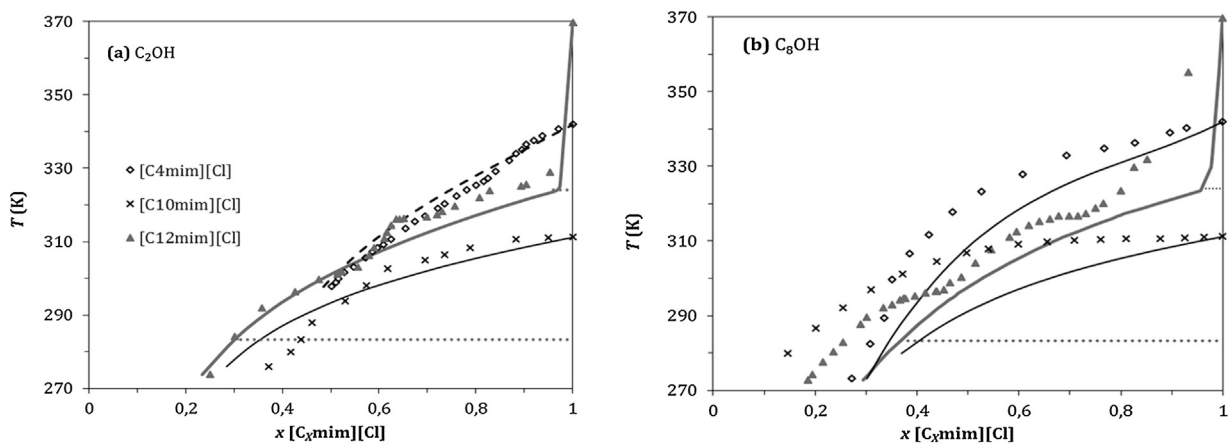 370
350
330
310
290
270
T (K)
(a) C₂OH
[C4mim][Cl]
[C10mim][Cl]
[C12mim][Cl]
0
0,2
0,4
0,6
0,8
1
x [CXmim][Cl]
370
350
330
310
290
270
T (K)
(b) C₈OH
0
0,2
0,4
0,6
0,8
1
x [CXmim][Cl]